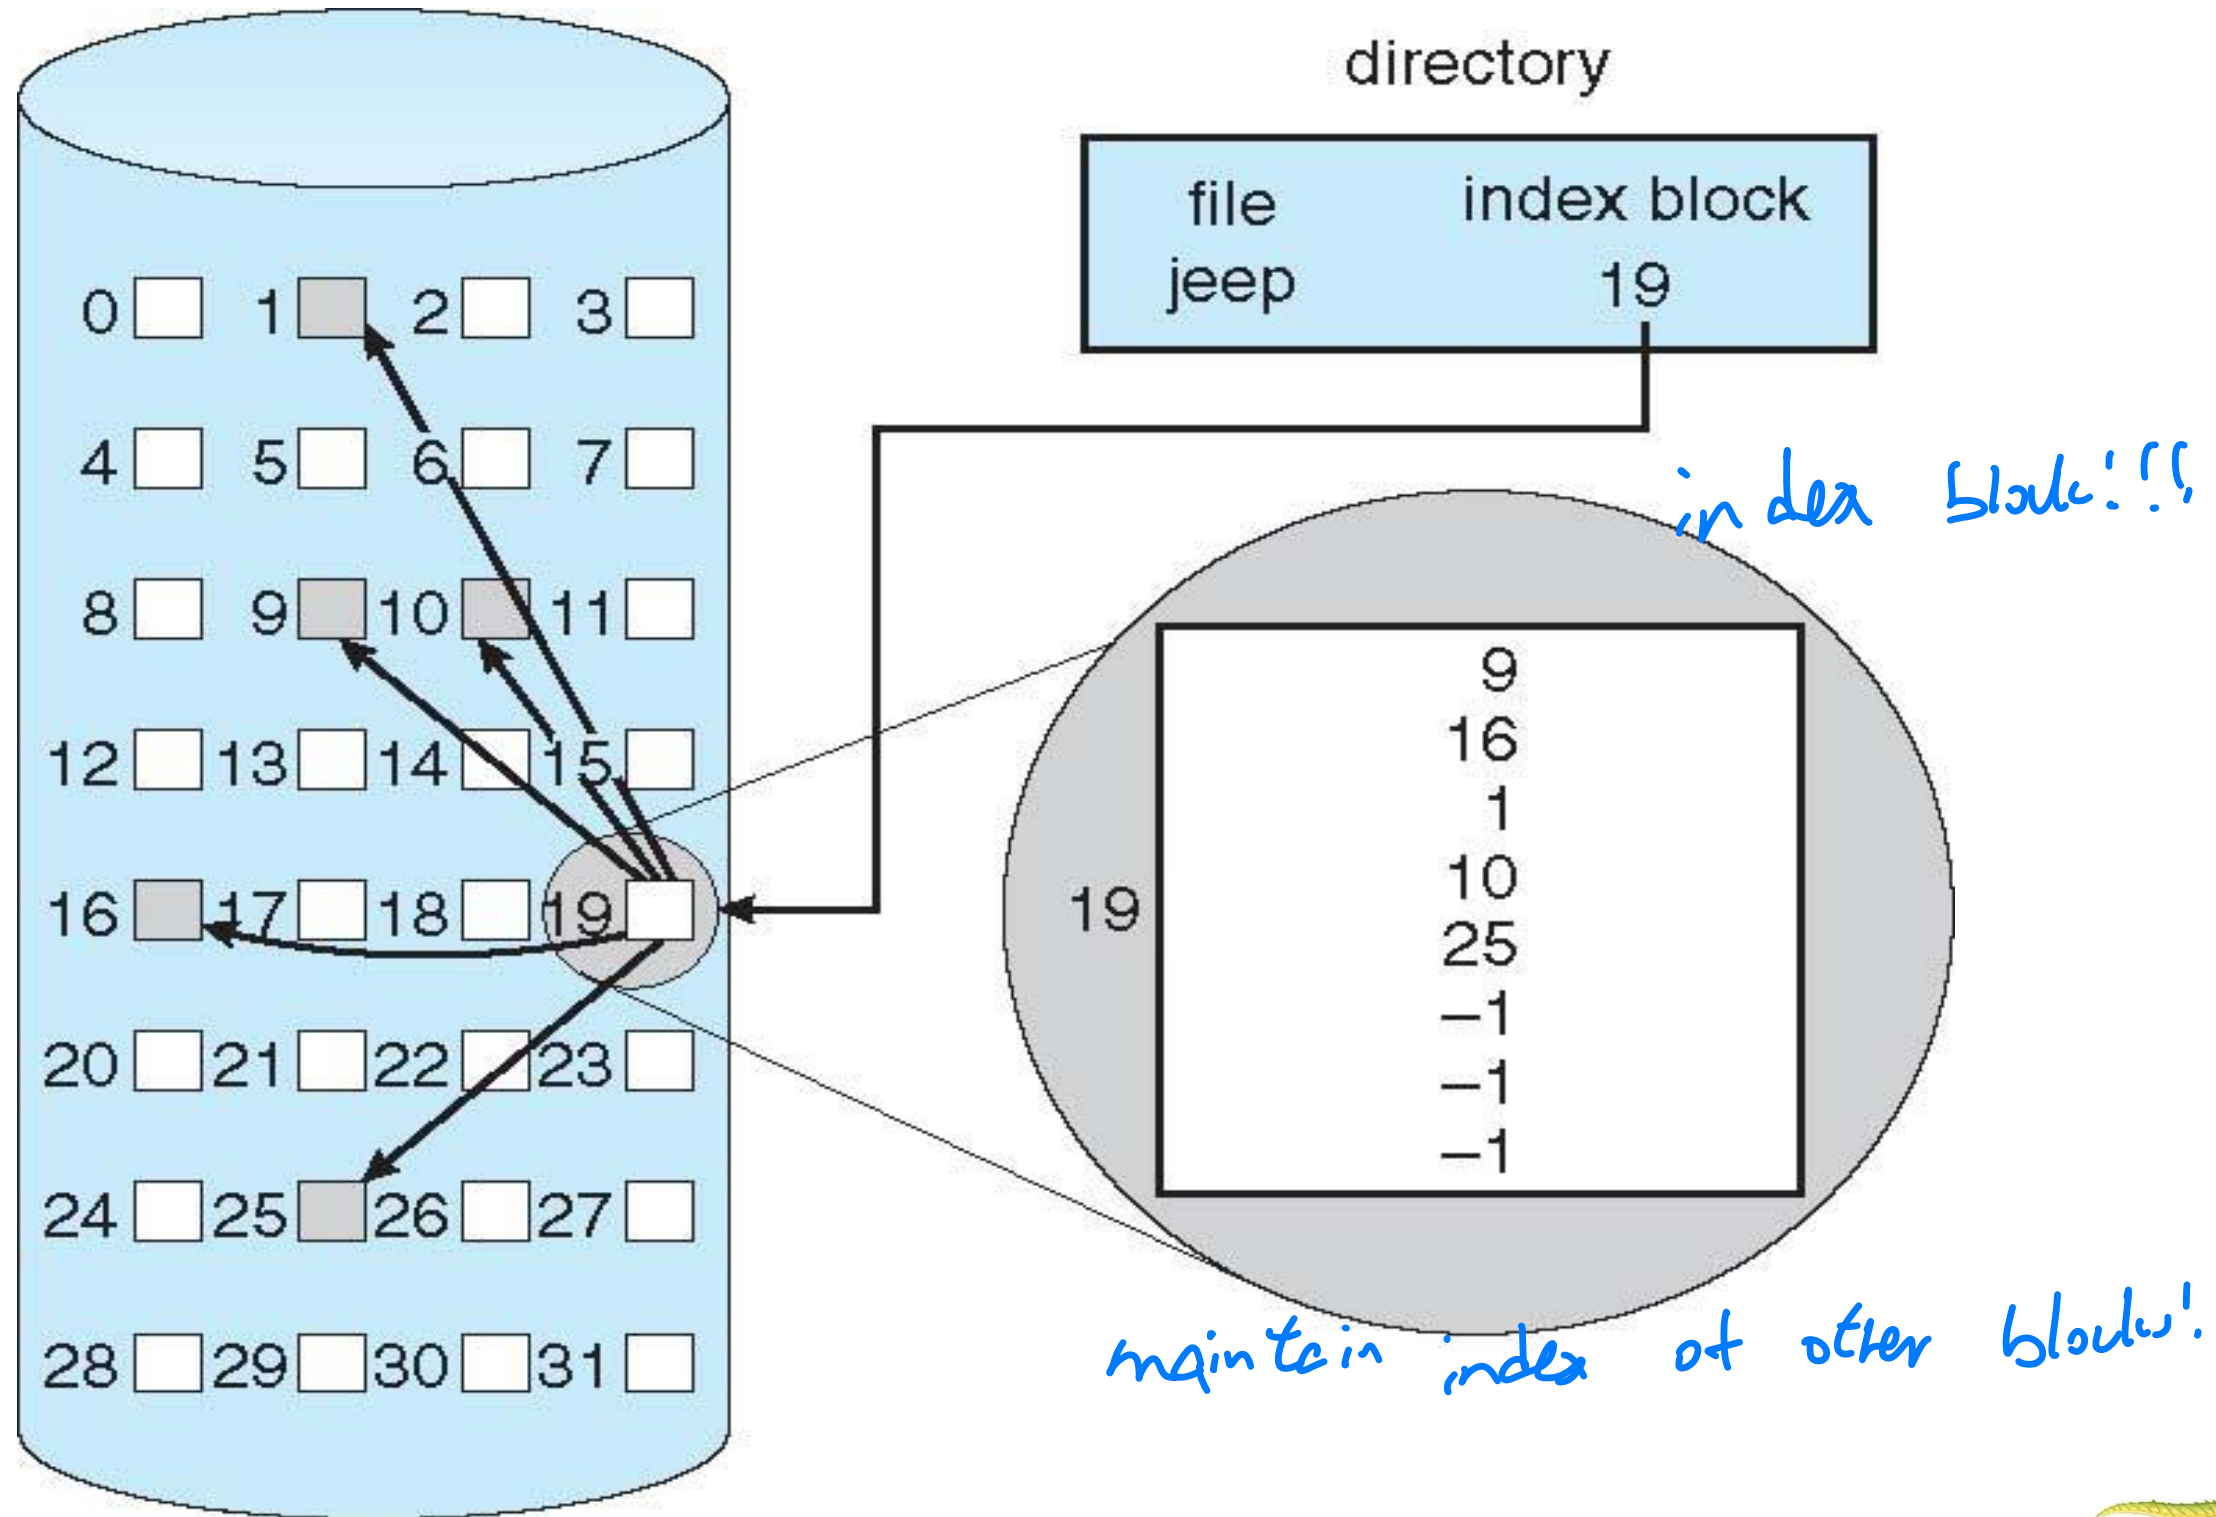 directory
file index block
jeep 19
0 1 2 3
4 5 6 7
8 9 10 11
12 13 14 15
16 17 18 19
20 21 22 23
24 25 26 27
28 29 30 31
index block!!!
19
9
16
1
10
25
–1
–1
–1
maintain index of other blocks!